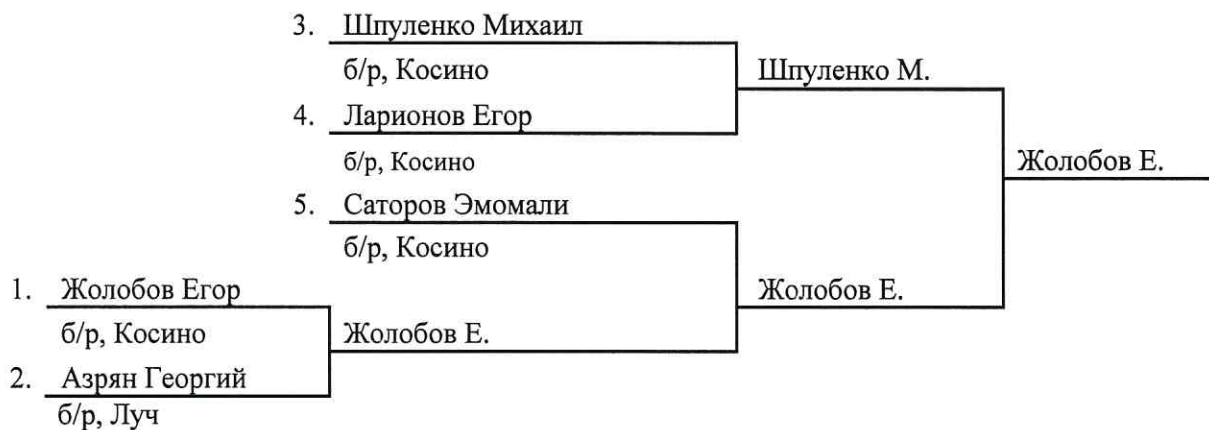 3. Шпуленко Михаил
б/р, Косино
Шпуленко М.
4. Ларионов Егор
б/р, Косино
Жолобов Е.
5. Саторов Эмомали
б/р, Косино
1. Жолобов Егор
Жолобов Е.
б/р, Косино
Жолобов Е.
2. Азрян Георгий
б/р, Луч